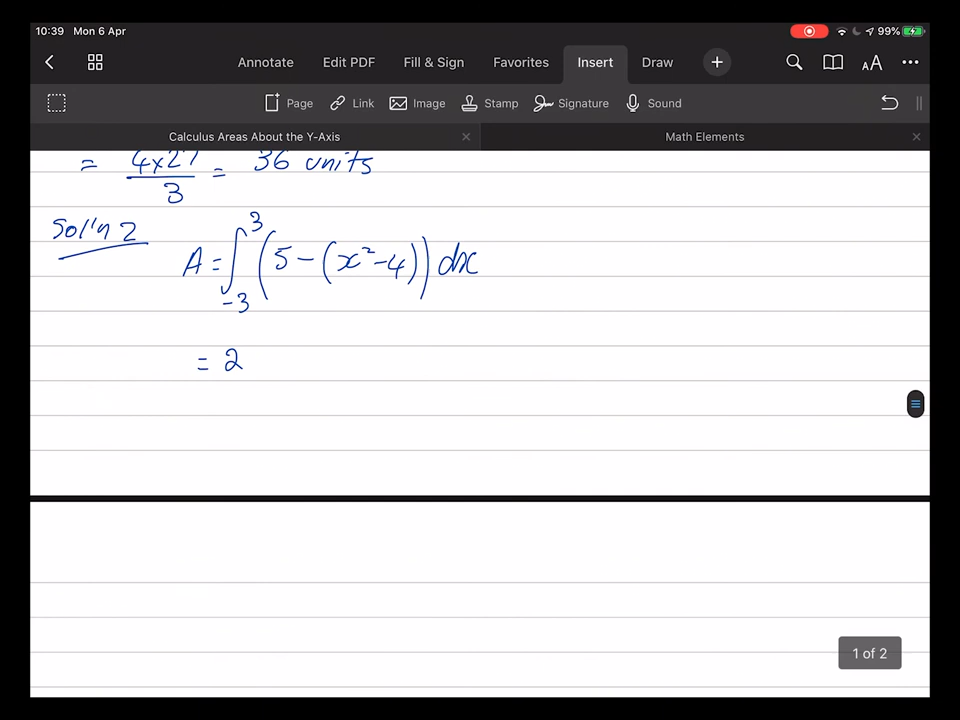 10:39 Mon 6 Apr 99%
Annotate Edit PDF Fill & Sign Favorites Insert Draw
Page Link Image Stamp Signature Sound
Calculus Areas About the Y-Axis Math Elements
= 4x27/3 = 36 units
Sol'n 2
A = ∫₋₃³ (5 - (x² - 4)) dx
= 2
1 of 2